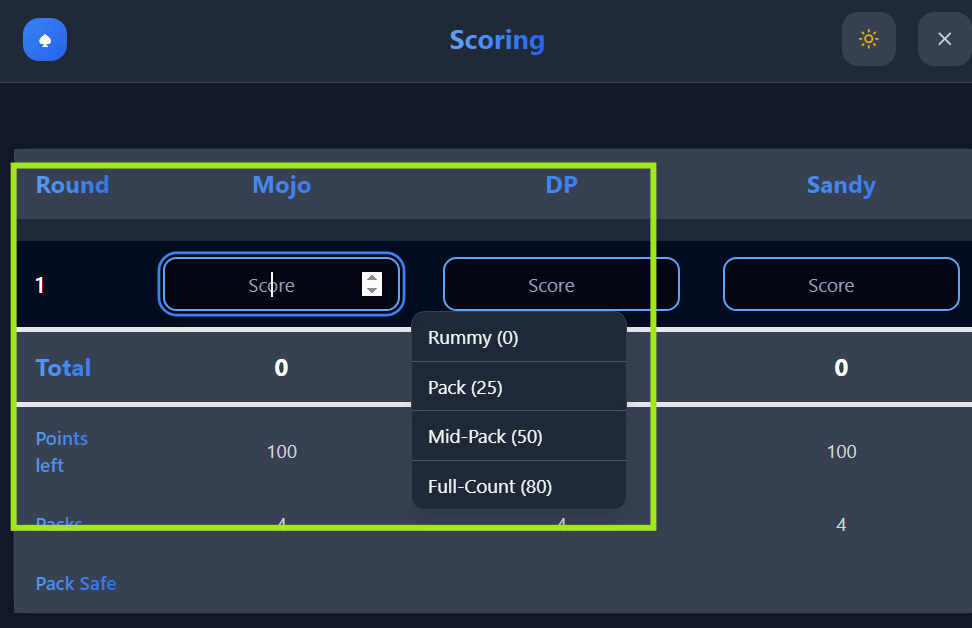 Scoring
Round Mojo DP Sandy
1 Score Score Score
Rummy (0)
Total 0 0
Pack (25)
Mid-Pack (50)
Points
left
100 100
Full-Count (80)
Packs 4 4 4
Pack Safe